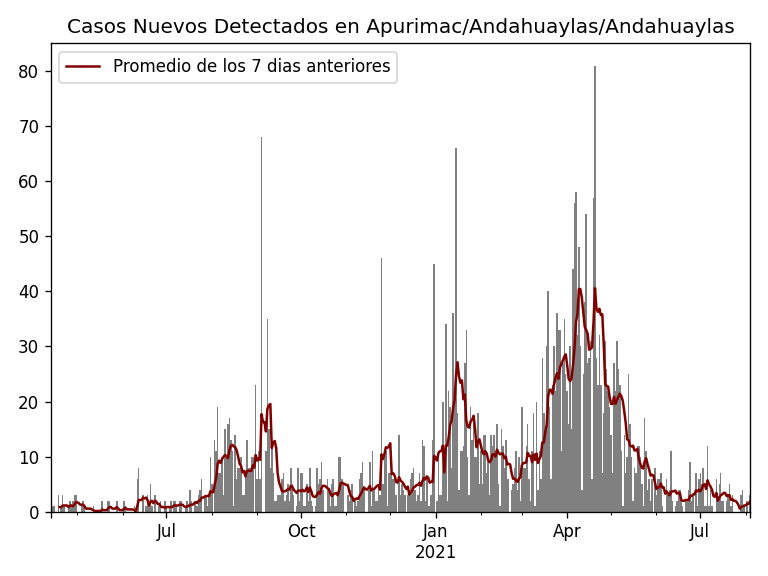 Casos Nuevos Detectados en Apurimac/Andahuaylas/Andahuaylas
Promedio de los 7 dias anteriores
80
70
60
50
40
30
20
10
0
Jul
Oct
Jan
2021
Apr
Jul